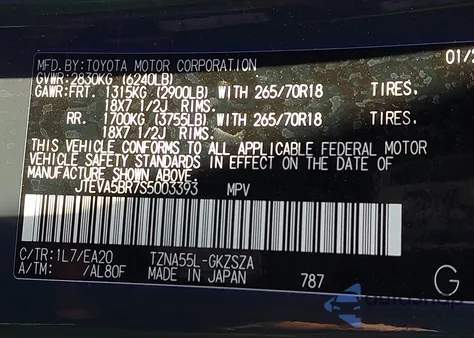 MFD.BY:TOYOTA MOTOR CORPORATION 01/2
GVWR:2830KG (6240LB)
GAWR:FRT. 1315KG (2900LB) WITH 265/70R18 TIRES.
18X7 1/2J RIMS.
RR. 1700KG (3755LB) WITH 265/70R18 TIRES.
18X7 1/2J RIMS.
THIS VEHICLE CONFORMS TO ALL APPLICABLE FEDERAL MOTOR
VEHICLE SAFETY STANDARDS IN EFFECT ON THE DATE OF
MANUFACTURE SHOWN ABOVE.
JTEVA5BR7S5003393 MPV
C/TR:1L7/EA20 TZNA55L-GKZSZA
A/TM: /AL80F MADE IN JAPAN 787 G